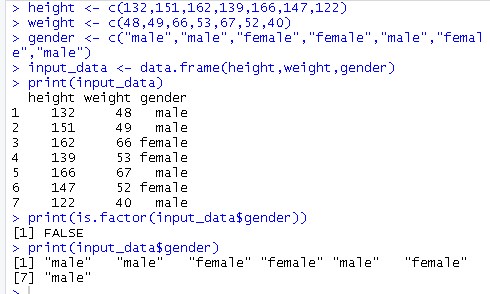 > height <- c(132,151,162,139,166,147,122)
> weight <- c(48,49,66,53,67,52,40)
> gender <- c("male","male","female","female","male","femal
e","male")
> input_data <- data.frame(height,weight,gender)
> print(input_data)
  height weight gender
1    132     48   male
2    151     49   male
3    162     66 female
4    139     53 female
5    166     67   male
6    147     52 female
7    122     40   male
> print(is.factor(input_data$gender))
[1] FALSE
> print(input_data$gender)
[1] "male"   "male"   "female" "female" "male"   "female"
[7] "male"
>